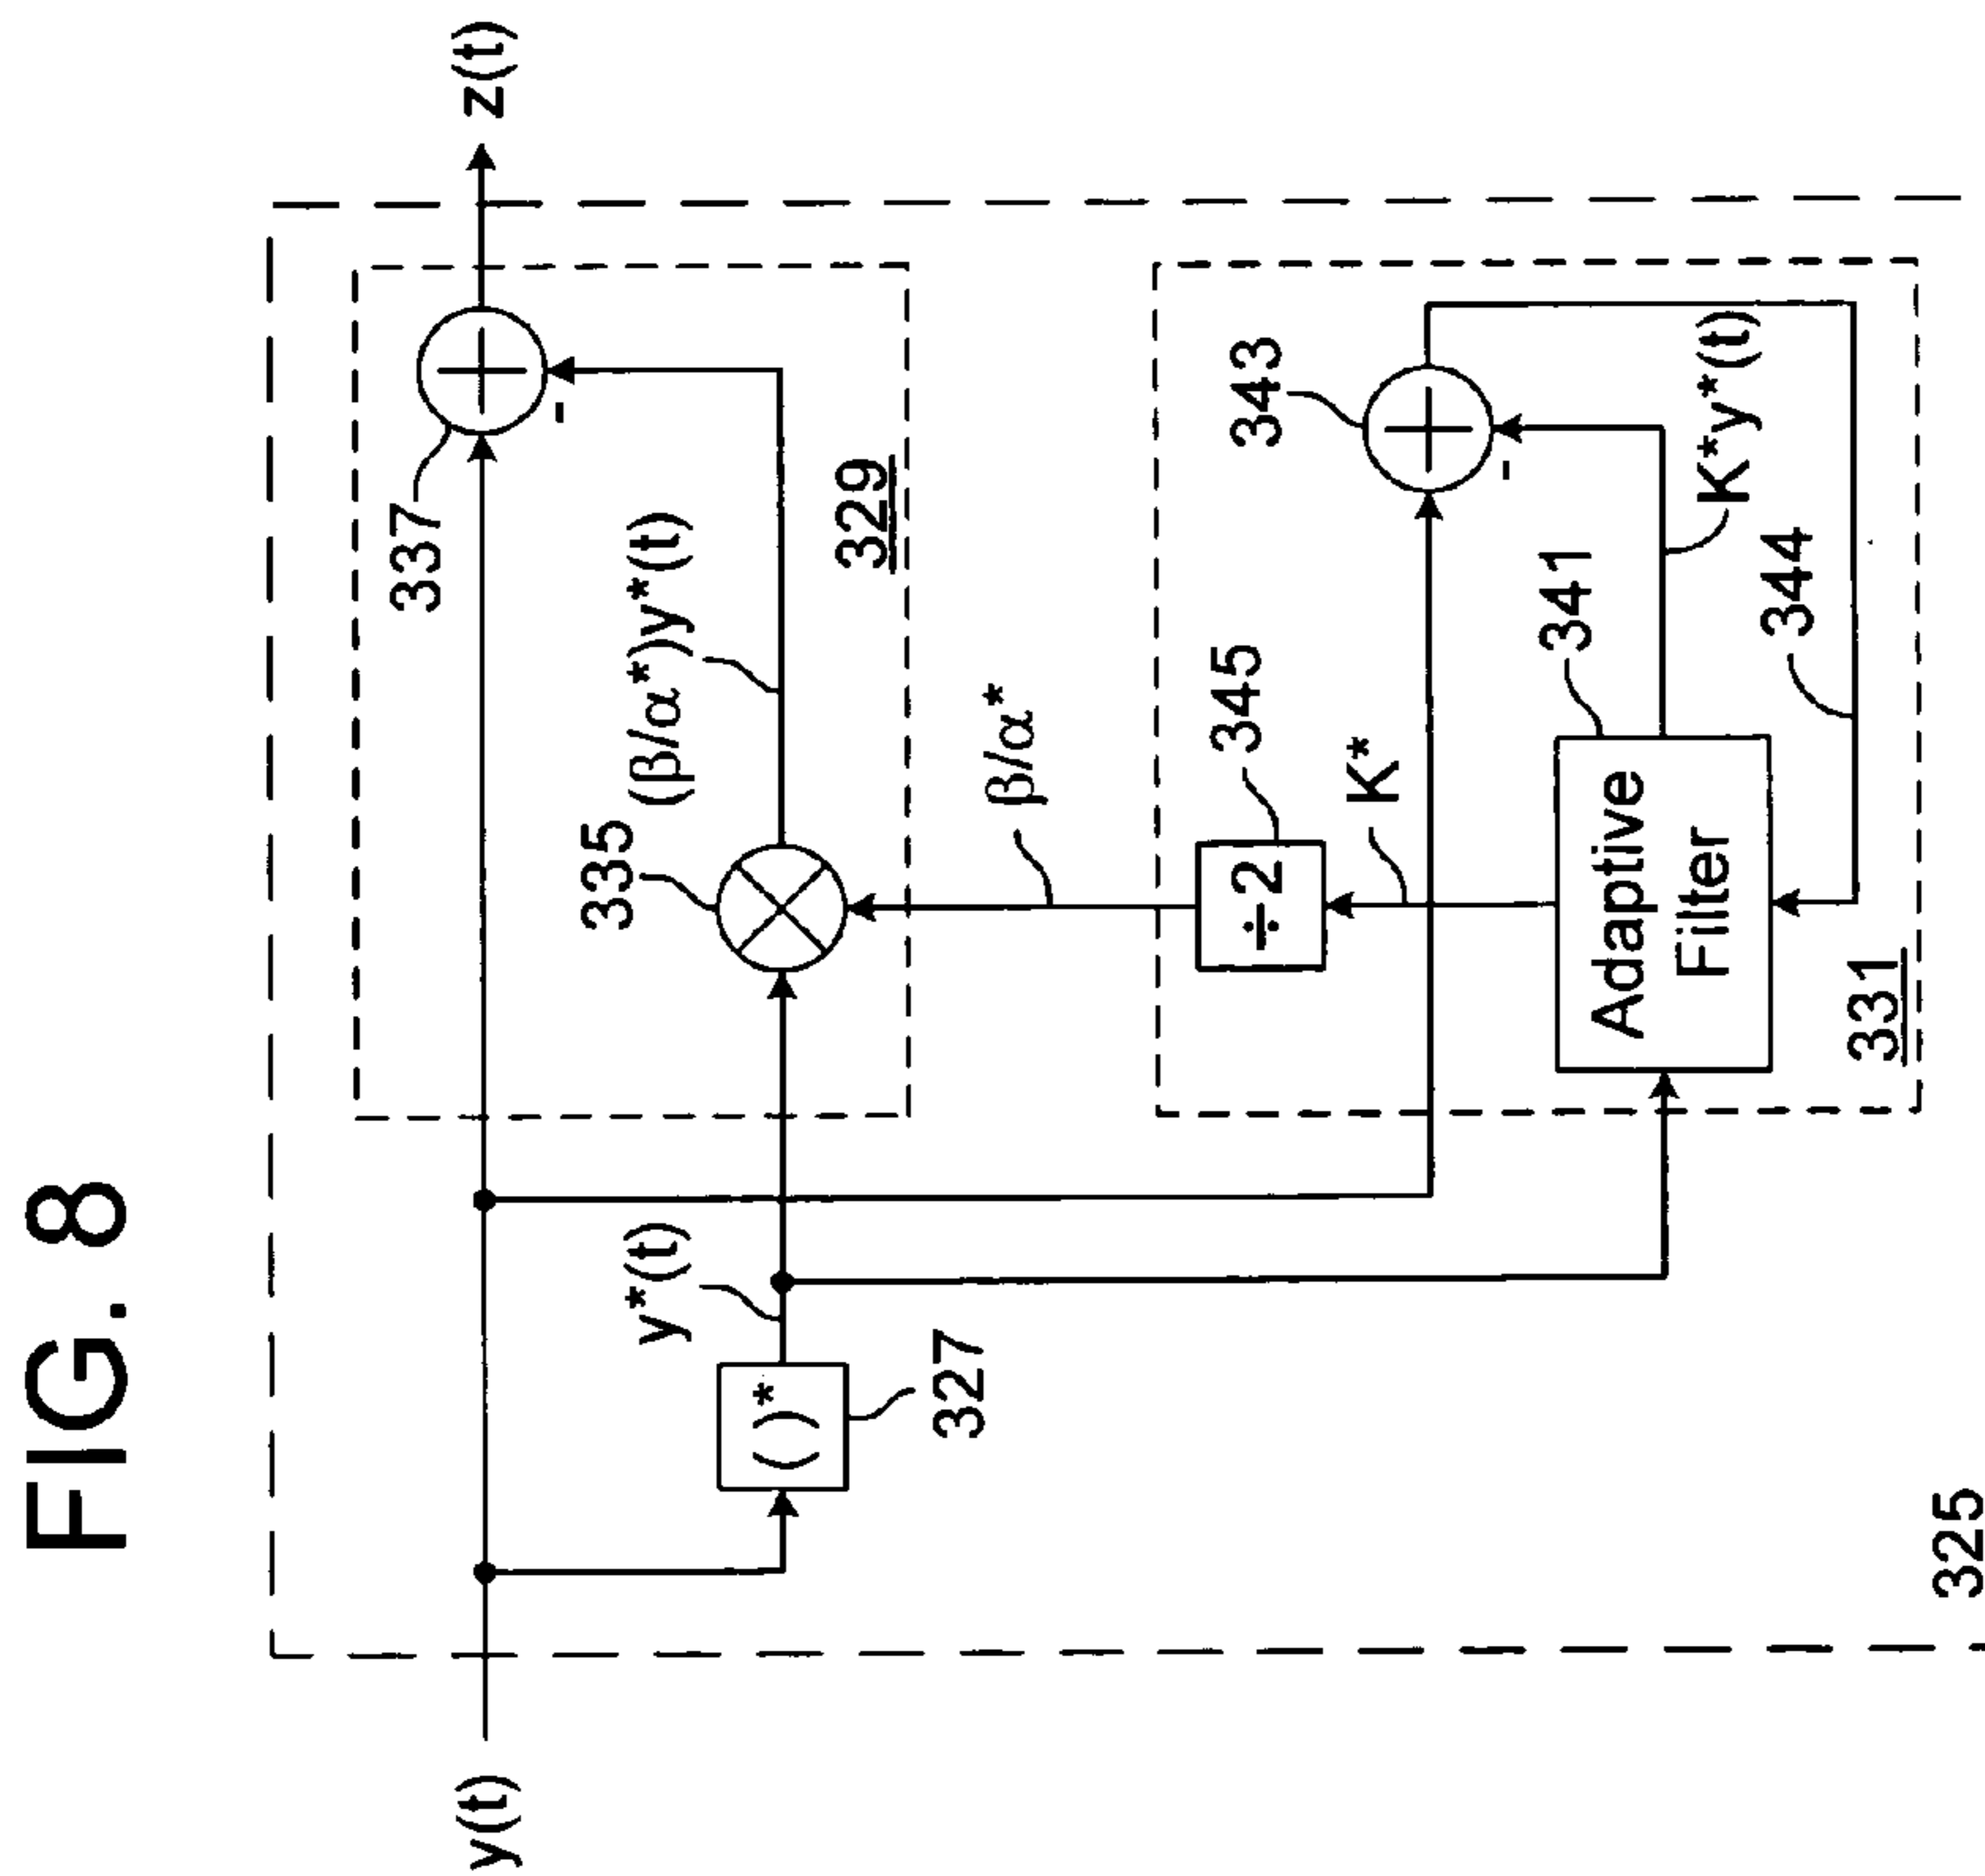 FIG. 8
y(t)
z(t)
337
335
(β/α*)y*(t)
329
y*(t)
( )*
327
β/α*
345
÷2
K*
343
341
Adaptive
Filter
K*y*(t)
344
331
325
-
-